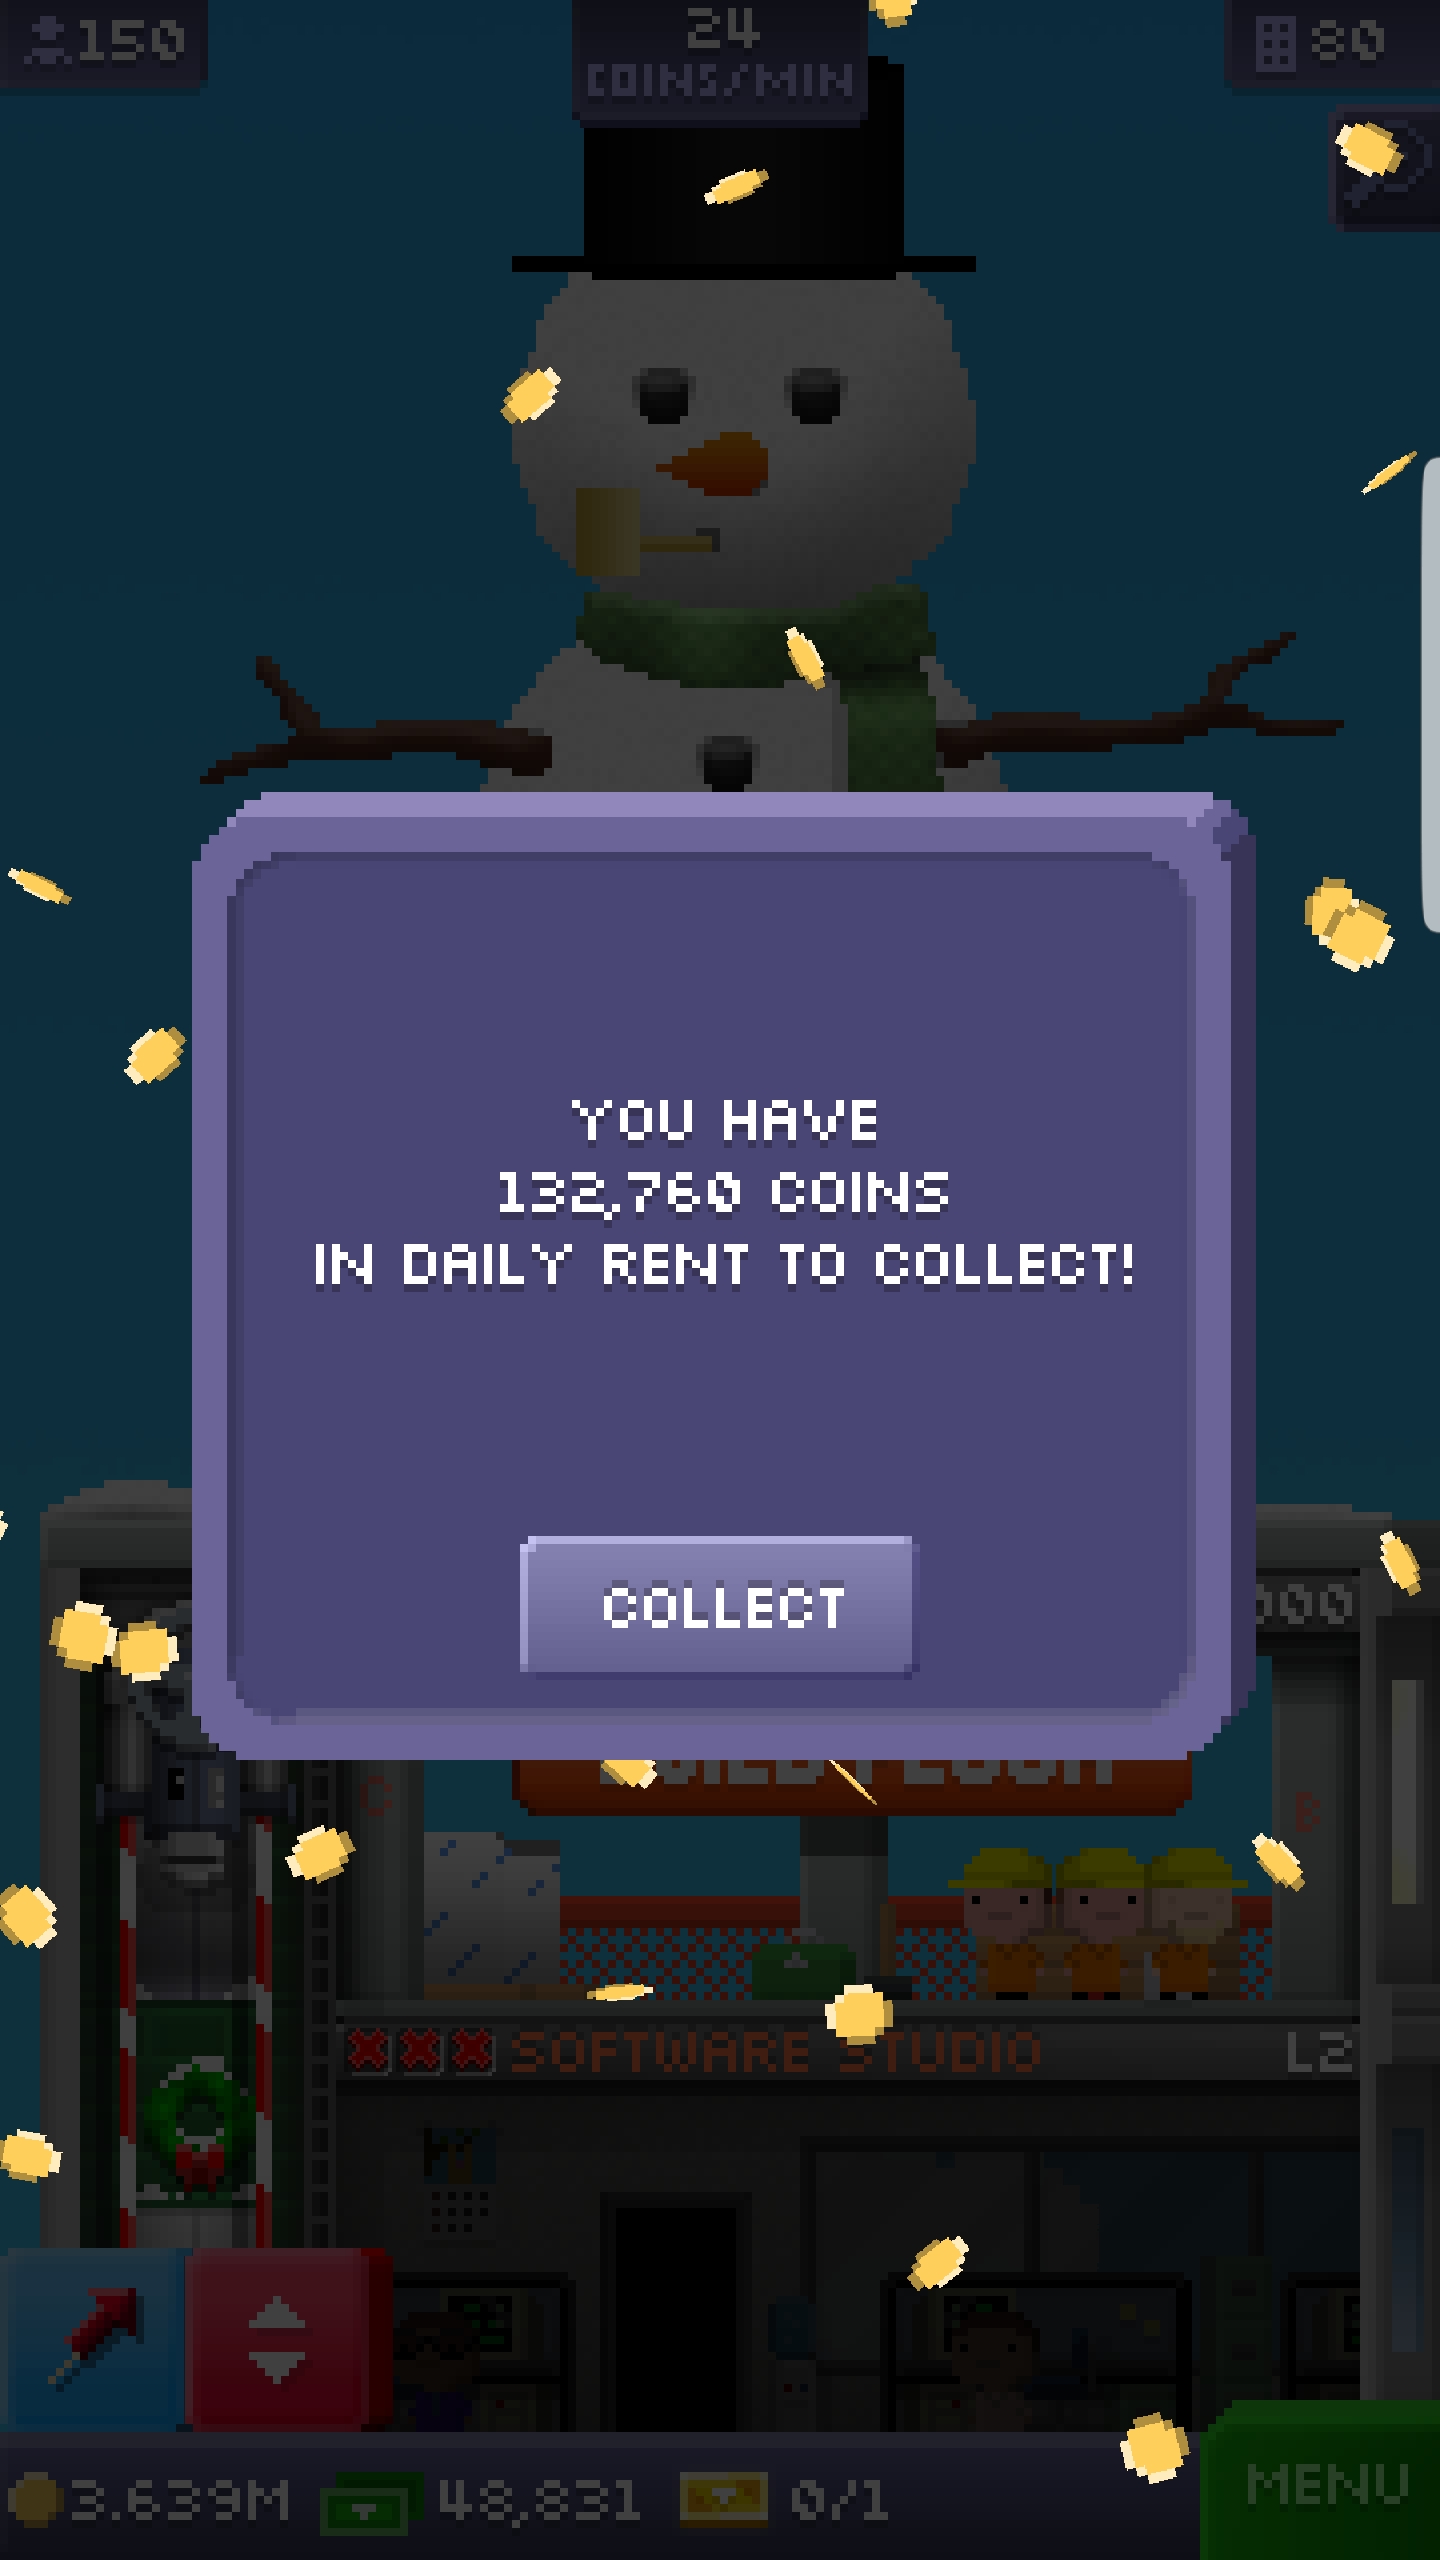 150
24
COINS/MIN
80
YOU HAVE
132,760 COINS
IN DAILY RENT TO COLLECT!
COLLECT
000
C
B
SOFTWARE STUDIO
L2
3.639M
48,831
0/1
MENU